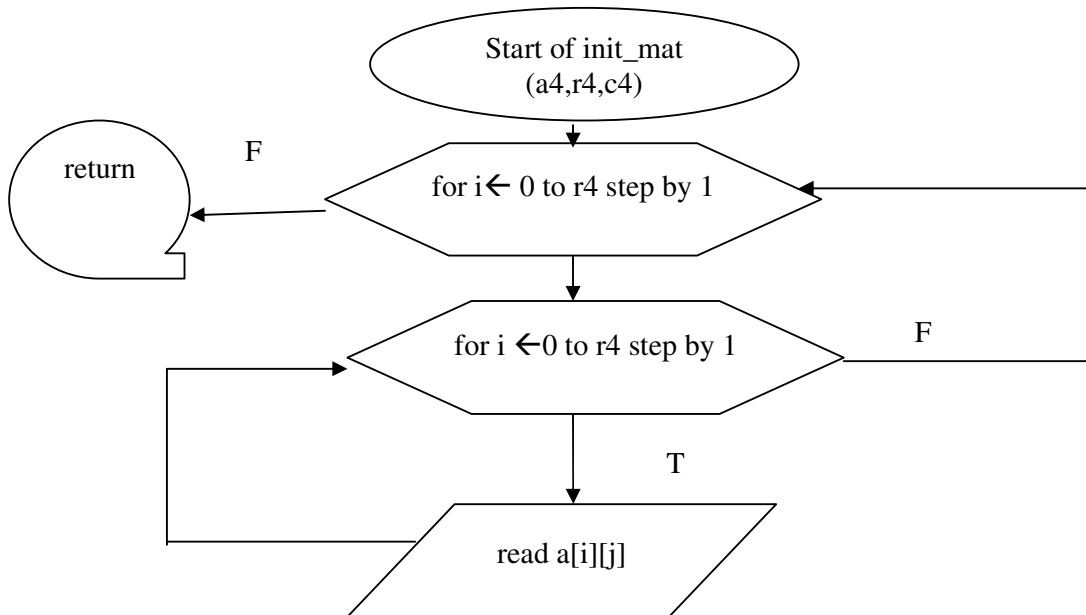 Start of init_mat
(a4,r4,c4)
F
return
for i← 0 to r4 step by 1
for i ←0 to r4 step by 1
F
T
read a[i][j]